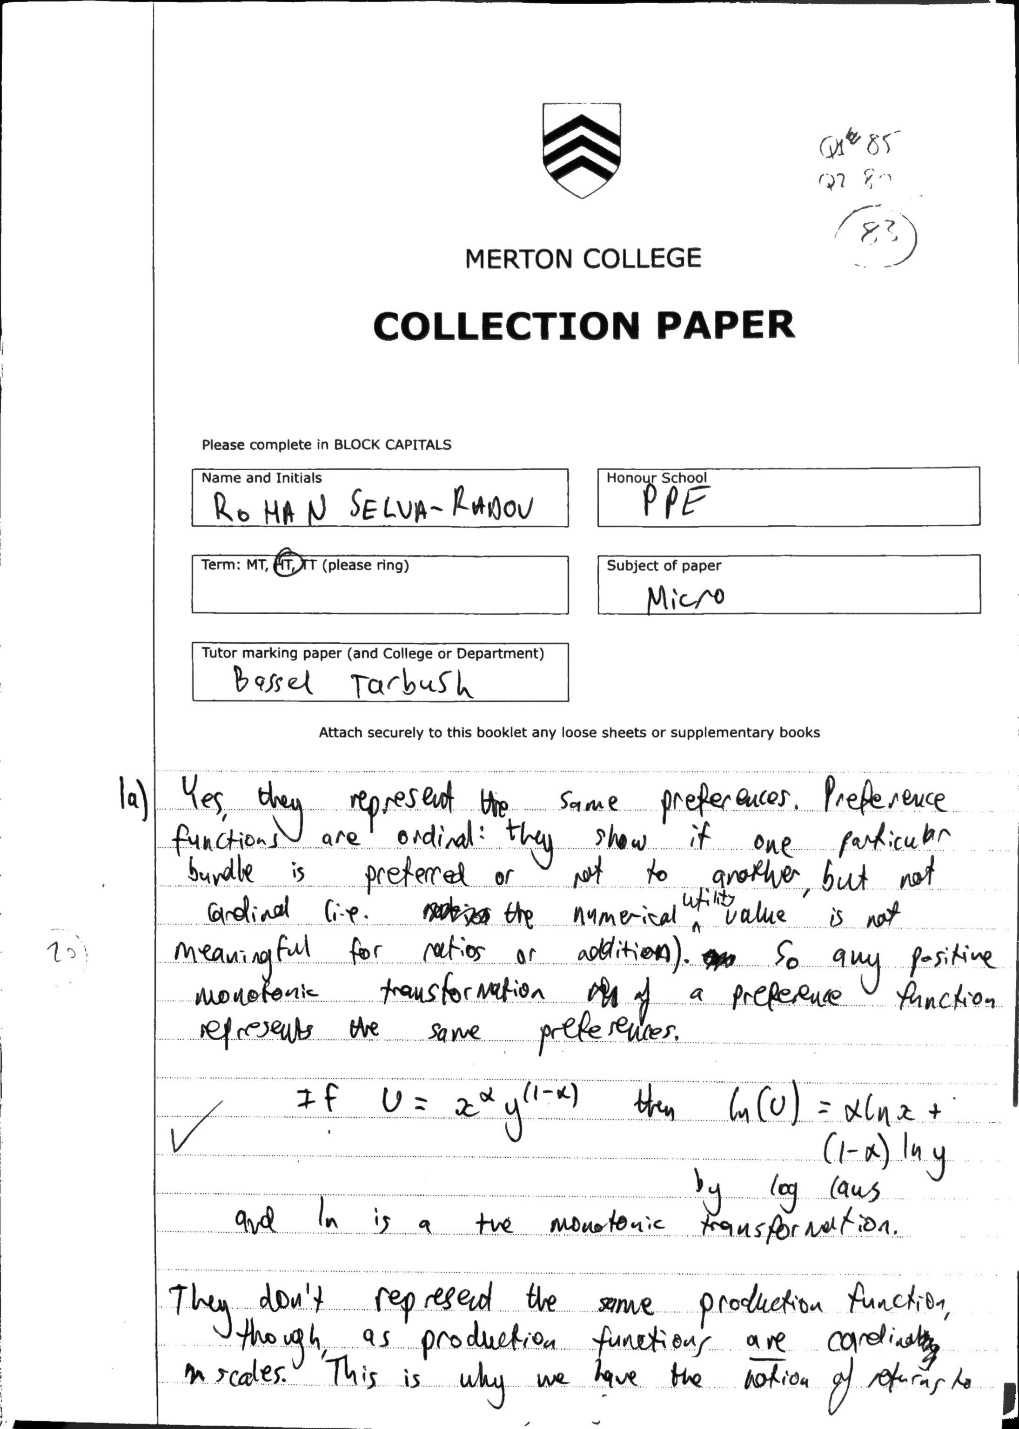 Q1 85
Q2 80
83
MERTON COLLEGE
COLLECTION PAPER
Please complete in BLOCK CAPITALS
Name and Initials
ROHAN SELVA-RADOV
Honour School
PPE
Term: MT, HT, TT (please ring)
Subject of paper
Micro
Tutor marking paper (and College or Department)
Bassel Tarbush
Attach securely to this booklet any loose sheets or supplementary books
1a) Yes, they represent the same preferences. Preference
functions are ordinal: they show if one particular
bundle is preferred or not to another, but not
cardinal (i.e. the numerical utility value is not
meaningful for ratios or addition). So any positive
monotonic transformation of a preference function
represents the same preferences.
If U = x^α y^(1-α) then ln(U) = αlnx +
(1-α) ln y
by log laws
and ln is a +ve monotonic transformation.
They don't represent the same production function,
though, as production functions are cardinal
scales. This is why we have the notion of returns to